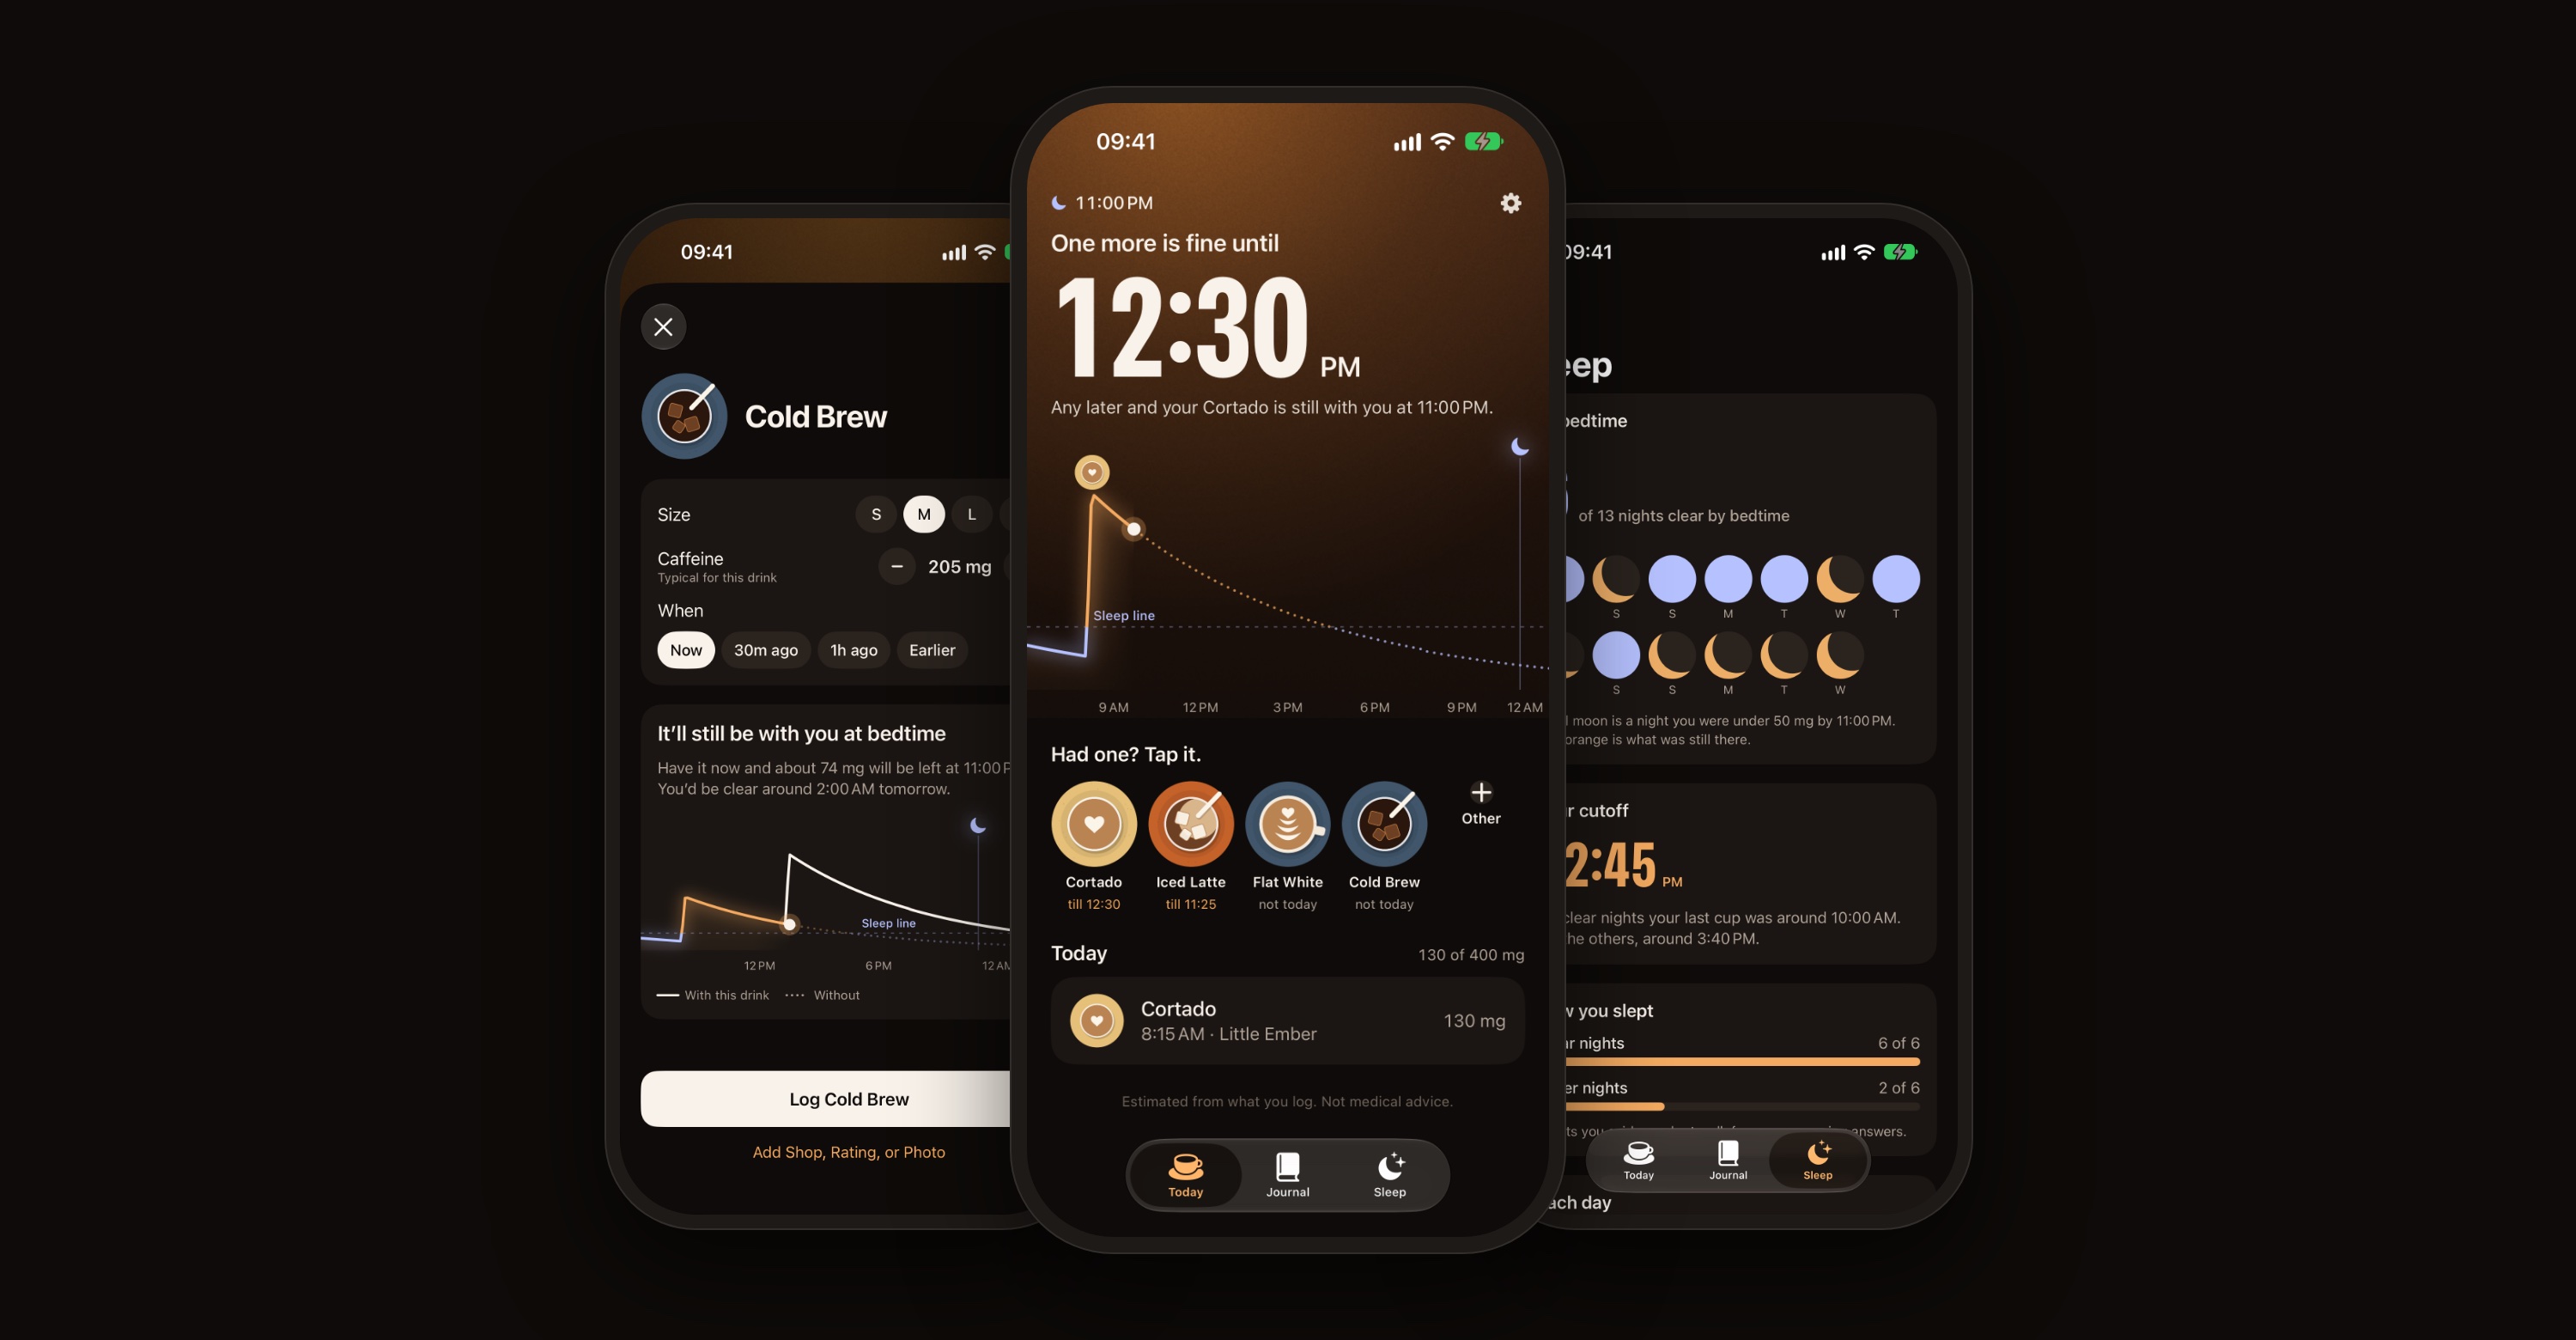 09:41
Cold Brew
Size
S M L
Caffeine
Typical for this drink
205 mg
When
Now 30m ago 1h ago Earlier
It'll still be with you at bedtime
Have it now and about 74 mg will be left at 11:00
You'd be clear around 2:00 AM tomorrow.
Sleep line
12 PM 6 PM 12 AM
With this drink Without
Log Cold Brew
Add Shop, Rating, or Photo
09:41
11:00 PM
One more is fine until
12:30 PM
Any later and your Cortado is still with you at 11:00 PM.
Sleep line
9 AM 12 PM 3 PM 6 PM 9 PM 12 AM
Had one? Tap it.
Cortado Iced Latte Flat White Cold Brew Other
till 12:30 till 11:25 not today not today
Today 130 of 400 mg
Cortado
8:15 AM · Little Ember
130 mg
Estimated from what you log. Not medical advice.
Today Journal Sleep
09:41
eep
bedtime
of 13 nights clear by bedtime
S S M T W T
S S M T W
moon is a night you were under 50 mg by 11:00 PM.
orange is what was still there.
r cutoff
2:45 PM
clear nights your last cup was around 10:00 AM.
he others, around 3:40 PM.
w you slept
r nights 6 of 6
er nights 2 of 6
answers.
Today Journal Sleep
ach day